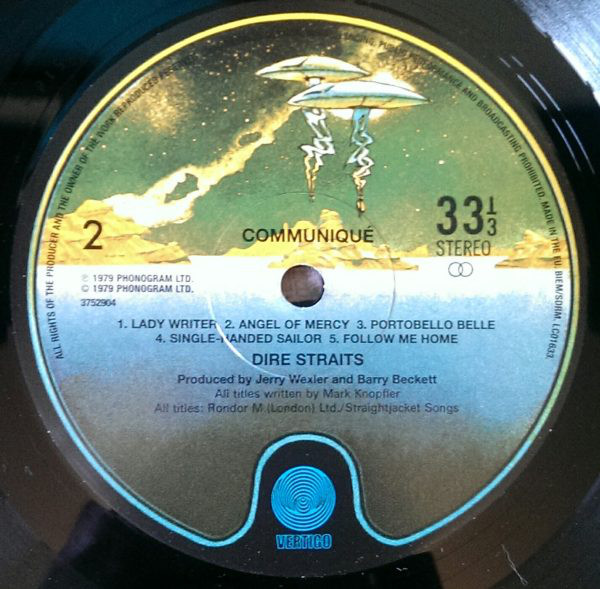 ALL RIGHTS OF THE PRODUCER AND THE OWNER OF THE WORK REPRODUCED RESERVED
PUBLIC PERFORMANCE AND BROADCASTING PROHIBITED. MADE IN THE EU. BIEM/SDRM. LC01633
2
COMMUNIQUÉ
33⅓
STEREO
℗ 1979 PHONOGRAM LTD.
© 1979 PHONOGRAM LTD.
3752904
1. LADY WRITER 2. ANGEL OF MERCY 3. PORTOBELLO BELLE
4. SINGLE-HANDED SAILOR 5. FOLLOW ME HOME
DIRE STRAITS
Produced by Jerry Wexler and Barry Beckett
All titles written by Mark Knopfler
All titles: Rondor M (London) Ltd./Straightjacket Songs
VERTIGO